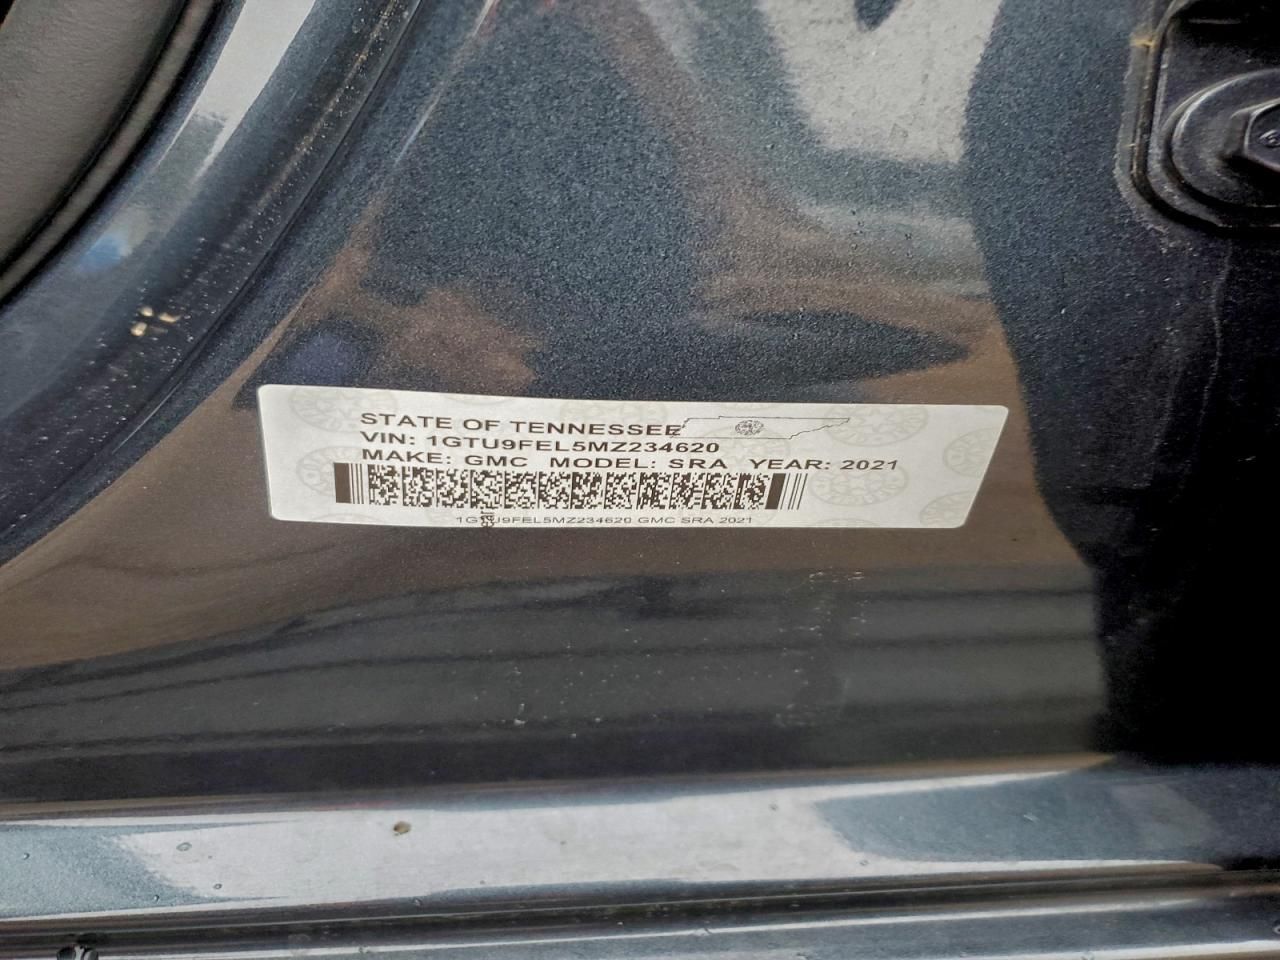 STATE OF TENNESSEE
VIN: 1GTU9FEL5MZ234620
MAKE: GMC MODEL: SRA YEAR: 2021
1GTU9FEL5MZ234620 GMC SRA 2021